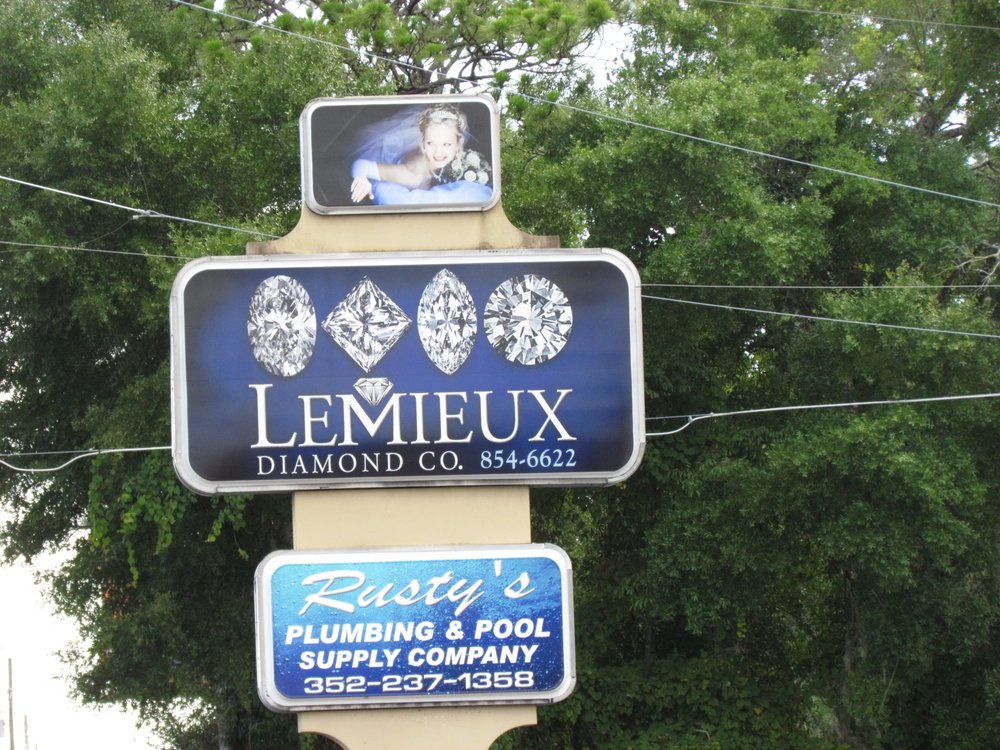 LEMIEUX
DIAMOND CO. 854-6622
Rusty's
PLUMBING & POOL
SUPPLY COMPANY
352-237-1358